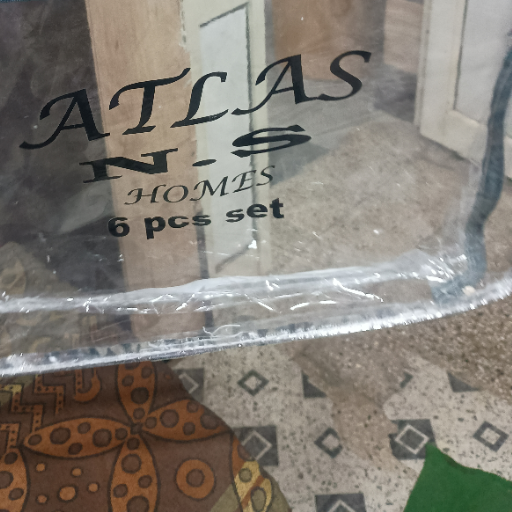 ATLAS
N-S
HOMES
6 pcs set